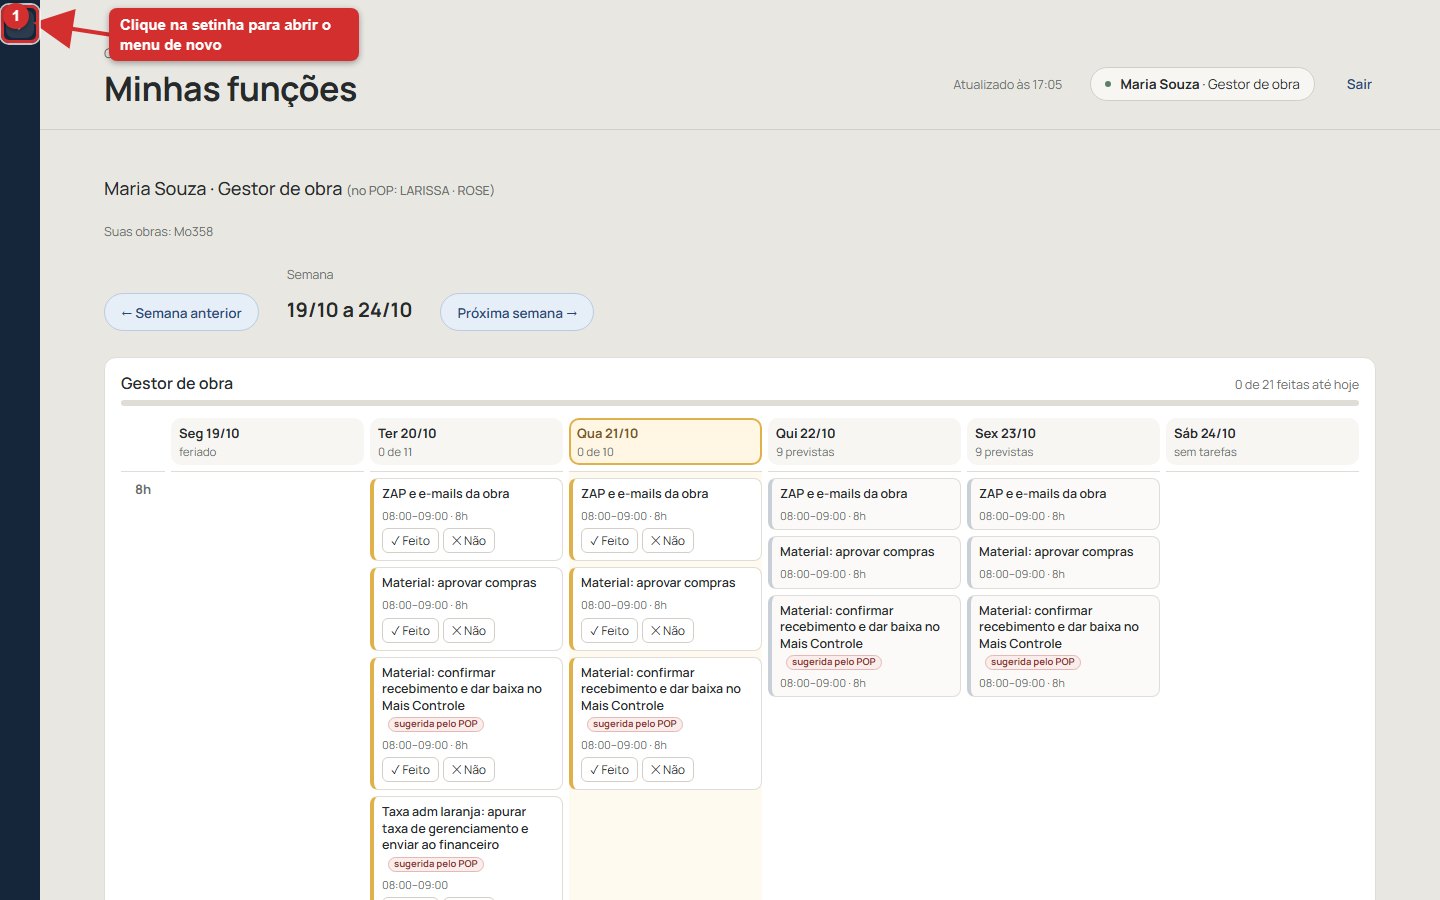 1
Clique na setinha para abrir o
menu de novo
Minhas funções
Atualizado às 17:05
Maria Souza · Gestor de obra
Sair
Maria Souza · Gestor de obra (no POP: LARISSA · ROSE)
Suas obras: Mo358
Semana
← Semana anterior
19/10 a 24/10
Próxima semana →
Gestor de obra
0 de 21 feitas até hoje
Seg 19/10
feriado
Ter 20/10
0 de 11
Qua 21/10
0 de 10
Qui 22/10
9 previstas
Sex 23/10
9 previstas
Sáb 24/10
sem tarefas
8h
ZAP e e-mails da obra
08:00–09:00 · 8h
✓ Feito
✕ Não
Material: aprovar compras
08:00–09:00 · 8h
✓ Feito
✕ Não
Material: confirmar
recebimento e dar baixa no
Mais Controle
sugerida pelo POP
08:00–09:00 · 8h
✓ Feito
✕ Não
Taxa adm laranja: apurar
taxa de gerenciamento e
enviar ao financeiro
sugerida pelo POP
08:00–09:00
ZAP e e-mails da obra
08:00–09:00 · 8h
✓ Feito
✕ Não
Material: aprovar compras
08:00–09:00 · 8h
✓ Feito
✕ Não
Material: confirmar
recebimento e dar baixa no
Mais Controle
sugerida pelo POP
08:00–09:00 · 8h
✓ Feito
✕ Não
ZAP e e-mails da obra
08:00–09:00 · 8h
Material: aprovar compras
08:00–09:00 · 8h
Material: confirmar
recebimento e dar baixa no
Mais Controle
sugerida pelo POP
08:00–09:00 · 8h
ZAP e e-mails da obra
08:00–09:00 · 8h
Material: aprovar compras
08:00–09:00 · 8h
Material: confirmar
recebimento e dar baixa no
Mais Controle
sugerida pelo POP
08:00–09:00 · 8h